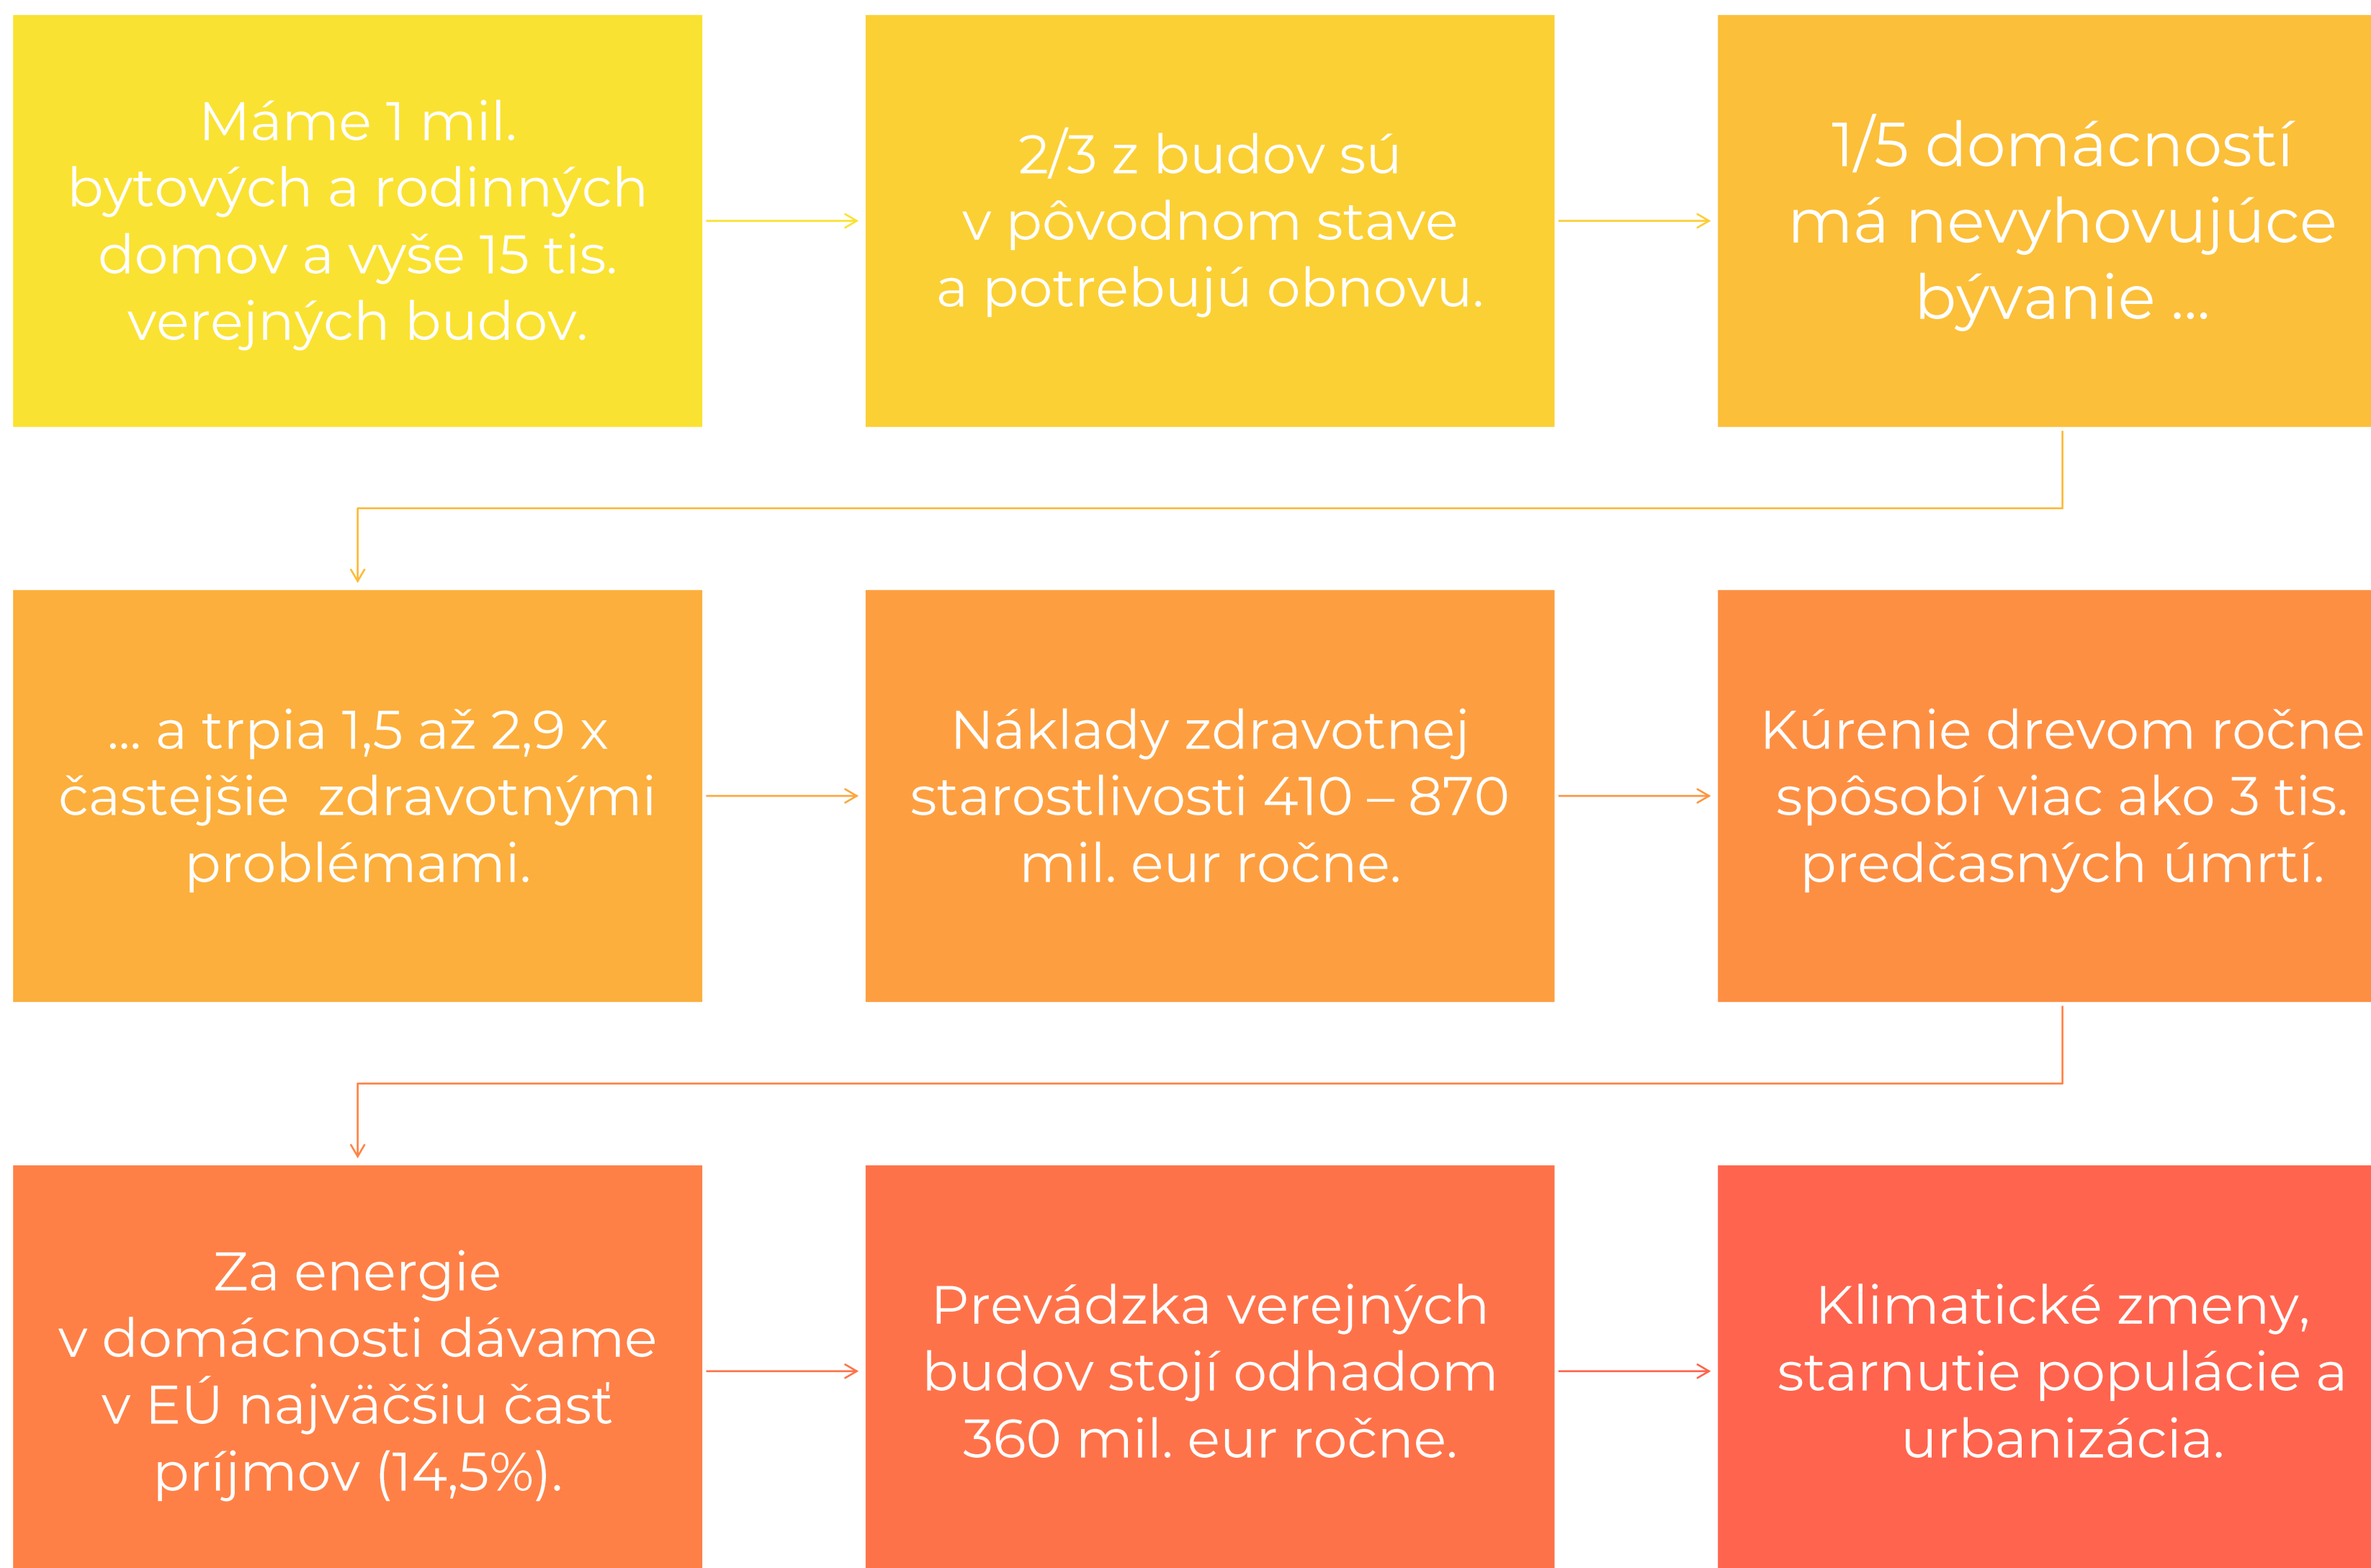 Máme 1 mil.
bytových a rodinných
domov a vyše 15 tis.
verejných budov.
2/3 z budov sú
v pôvodnom stave
a potrebujú obnovu.
1/5 domácností
má nevyhovujúce
bývanie ...
... a trpia 1,5 až 2,9 x
častejšie zdravotnými
problémami.
Náklady zdravotnej
starostlivosti 410 – 870
mil. eur ročne.
Kúrenie drevom ročne
spôsobí viac ako 3 tis.
predčasných úmrtí.
Za energie
v domácnosti dávame
v EÚ najväčšiu časť
príjmov (14,5%).
Prevádzka verejných
budov stojí odhadom
360 mil. eur ročne.
Klimatické zmeny,
starnutie populácie a
urbanizácia.